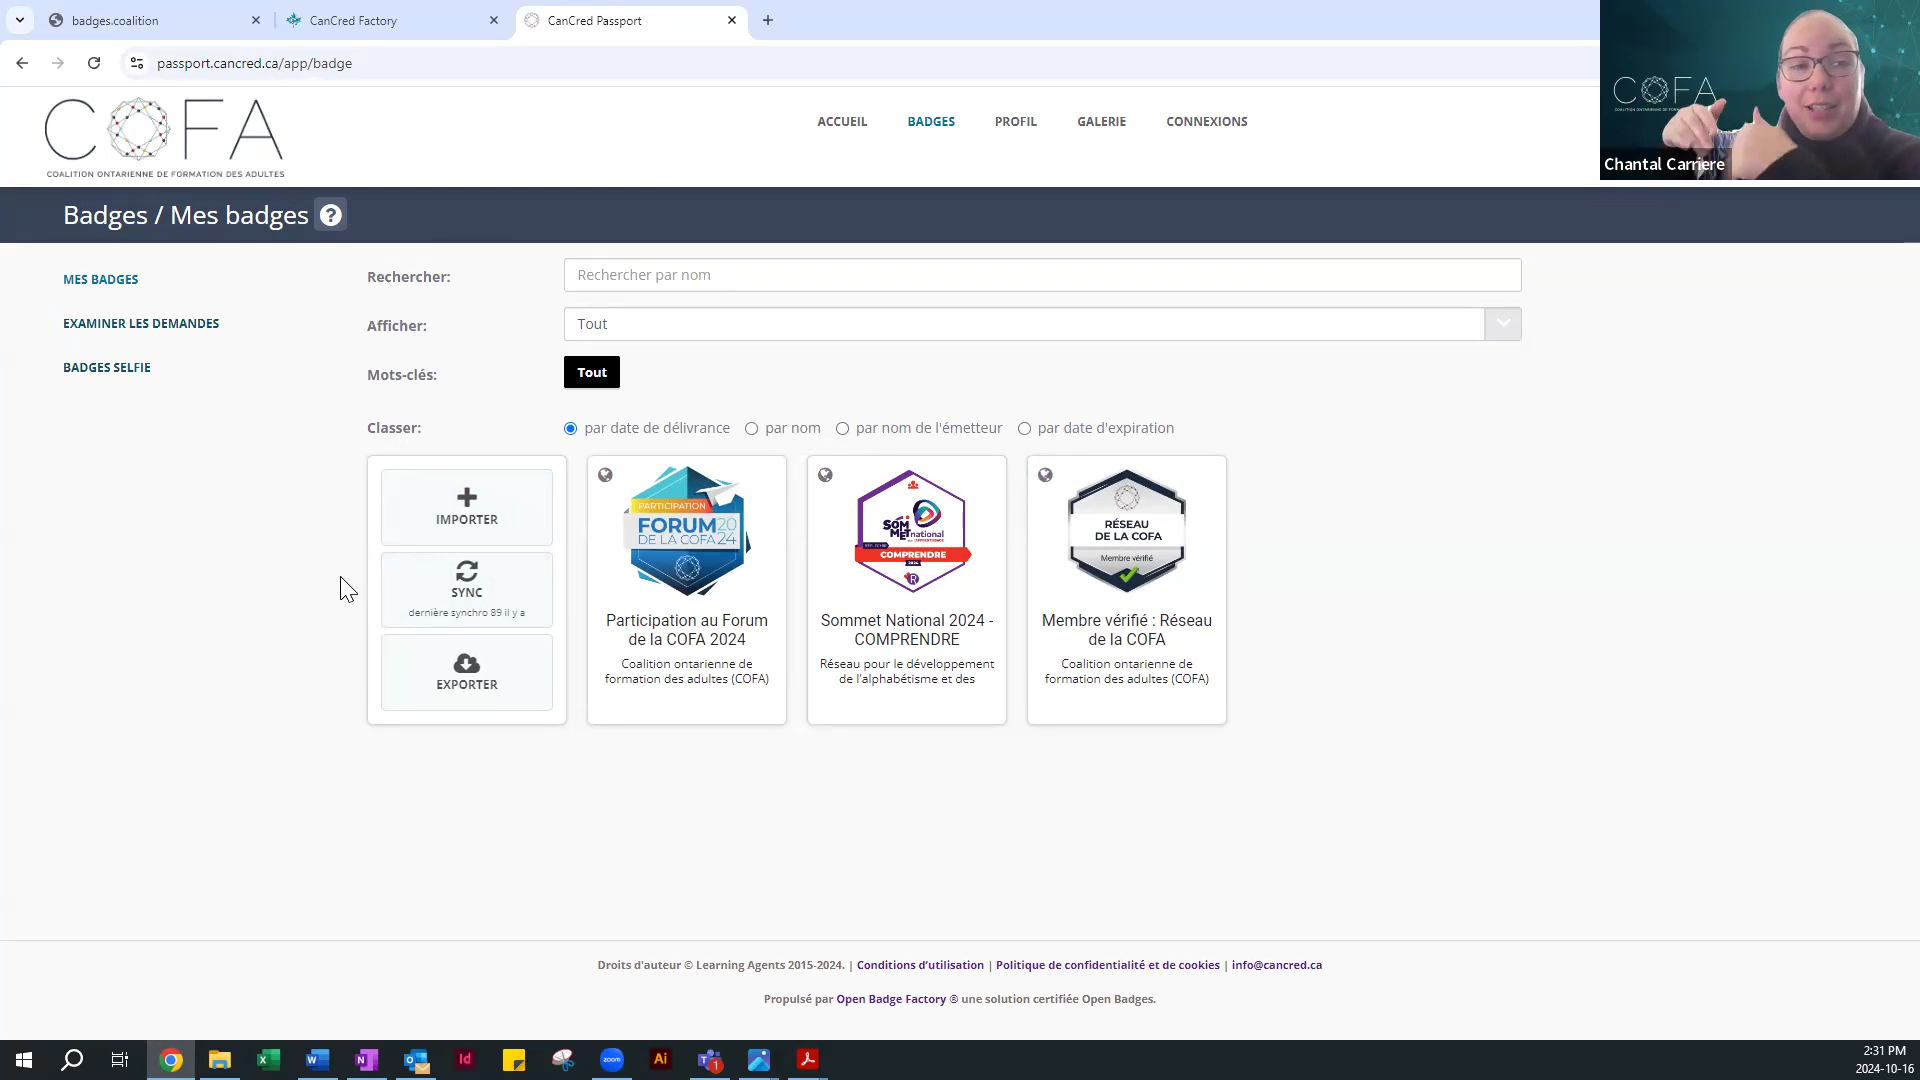 badges.coalition
CanCred Factory
CanCred Passport
passport.cancred.ca/app/badge
COFA
COALITION ONTARIENNE DE FORMATION DES ADULTES
ACCUEIL
BADGES
PROFIL
GALERIE
CONNEXIONS
COFA
Chantal Carriere
Badges / Mes badges ?
MES BADGES
EXAMINER LES DEMANDES
BADGES SELFIE
Rechercher:
Rechercher par nom
Afficher:
Tout
Mots-clés:
Tout
Classer:
par date de délivrance
par nom
par nom de l'émetteur
par date d'expiration
IMPORTER
SYNC
dernière synchro 89 il y a
EXPORTER
PARTICIPATION
FORUM 20
DE LA COFA 24
Participation au Forum
de la COFA 2024
Coalition ontarienne de
formation des adultes (COFA)
SOMMET national
COMPRENDRE
2024
Sommet National 2024 -
COMPRENDRE
Réseau pour le développement
de l'alphabétisme et des
RÉSEAU
DE LA COFA
Membre vérifié
Membre vérifié : Réseau
de la COFA
Coalition ontarienne de
formation des adultes (COFA)
Droits d'auteur © Learning Agents 2015-2024. | Conditions d'utilisation | Politique de confidentialité et de cookies | info@cancred.ca
Propulsé par Open Badge Factory ® une solution certifiée Open Badges.
zoom
2:31 PM
2024-10-16